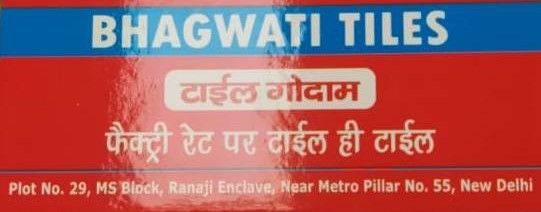 BHAGWATI TILES
टाईल गोदाम
फैक्ट्री रेट पर टाईल ही टाईल
Plot No. 29, MS Block, Ranaji Enclave, Near Metro Pillar No. 55, New Delhi